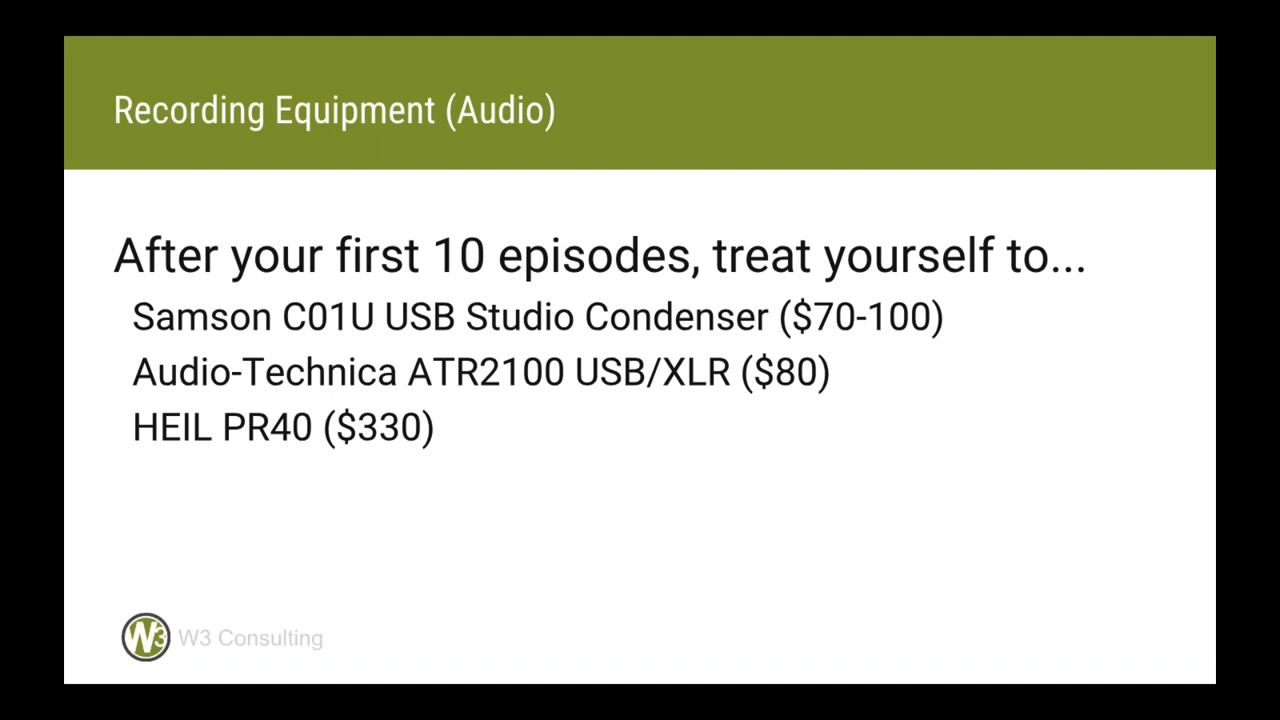 Recording Equipment (Audio)
After your first 10 episodes, treat yourself to...
Samson C01U USB Studio Condenser ($70-100)
Audio-Technica ATR2100 USB/XLR ($80)
HEIL PR40 ($330)
W3 W3 Consulting